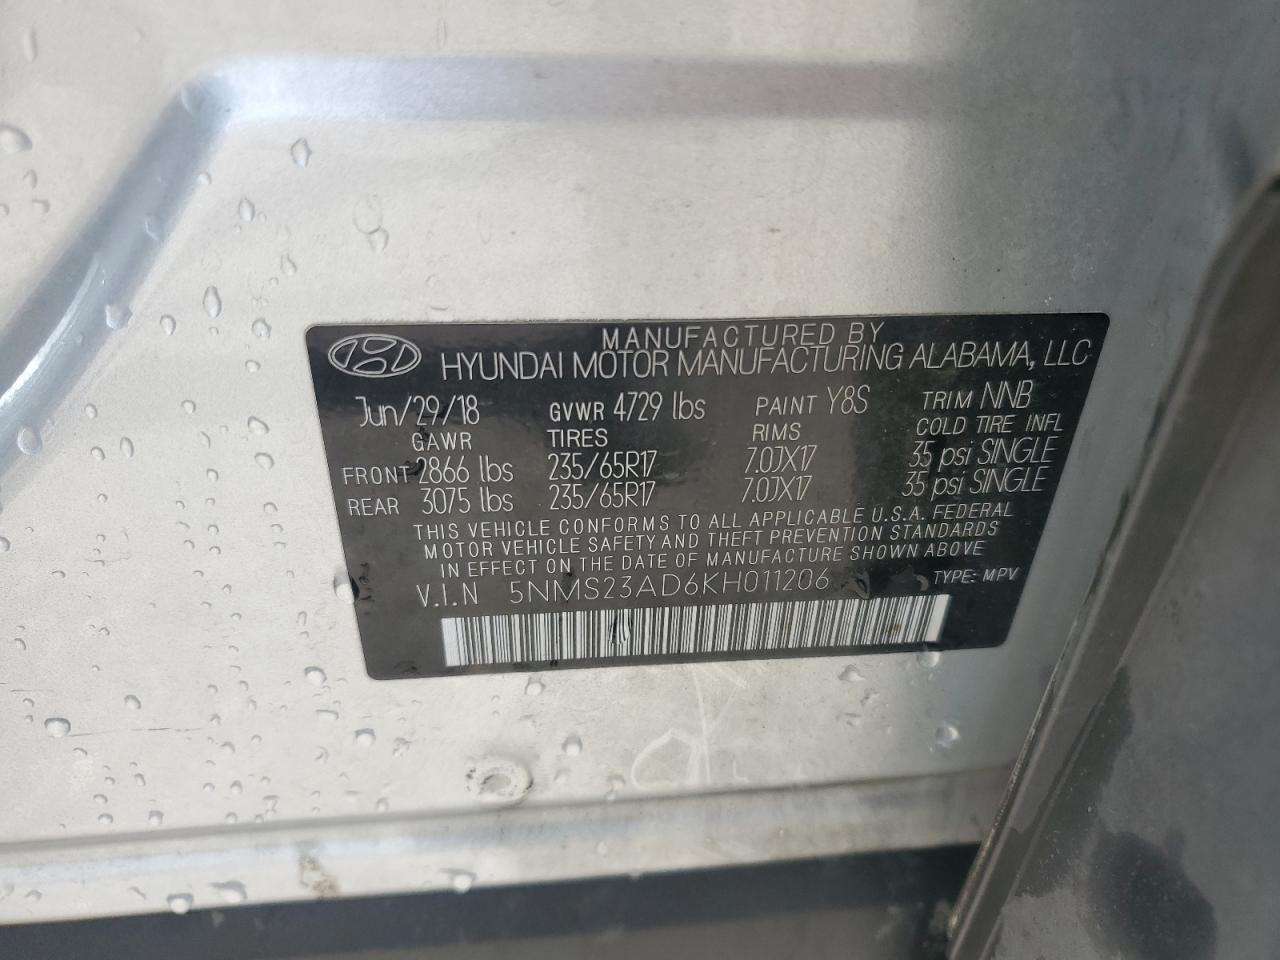 MANUFACTURED BY
HYUNDAI MOTOR MANUFACTURING ALABAMA, LLC
Jun/29/18 GVWR 4729 lbs PAINT Y8S TRIM NNB
GAWR TIRES RIMS COLD TIRE INFL
FRONT 2866 lbs 235/65R17 7.0JX17 35 psi SINGLE
REAR 3075 lbs 235/65R17 7.0JX17 35 psi SINGLE
THIS VEHICLE CONFORMS TO ALL APPLICABLE U.S.A. FEDERAL
MOTOR VEHICLE SAFETY AND THEFT PREVENTION STANDARDS
IN EFFECT ON THE DATE OF MANUFACTURE SHOWN ABOVE
V.I.N 5NMS23AD6KH011206 TYPE: MPV